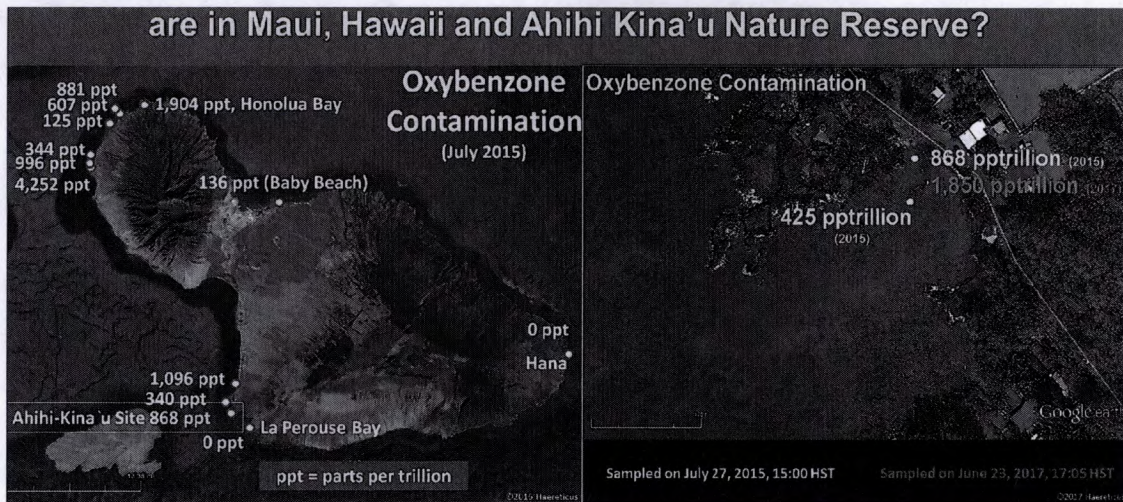 are in Maui, Hawaii and Ahihi Kina'u Nature Reserve?
Oxybenzone
Contamination
(July 2015)
881 ppt
607 ppt
125 ppt
1,904 ppt, Honolua Bay
344 ppt
996 ppt
4,252 ppt
136 ppt (Baby Beach)
0 ppt
Hana
1,096 ppt
340 ppt
Ahihi-Kina`u Site 868 ppt
0 ppt
La Perouse Bay
ppt = parts per trillion
©2015 Haereticus
Oxybenzone Contamination
868 pptrillion (2015)
1,850 pptrillion (2017)
425 pptrillion
(2015)
Google earth
Sampled on July 27, 2015, 15:00 HST
Sampled on June 23, 2017, 17:05 HST
©2017 Haereticus